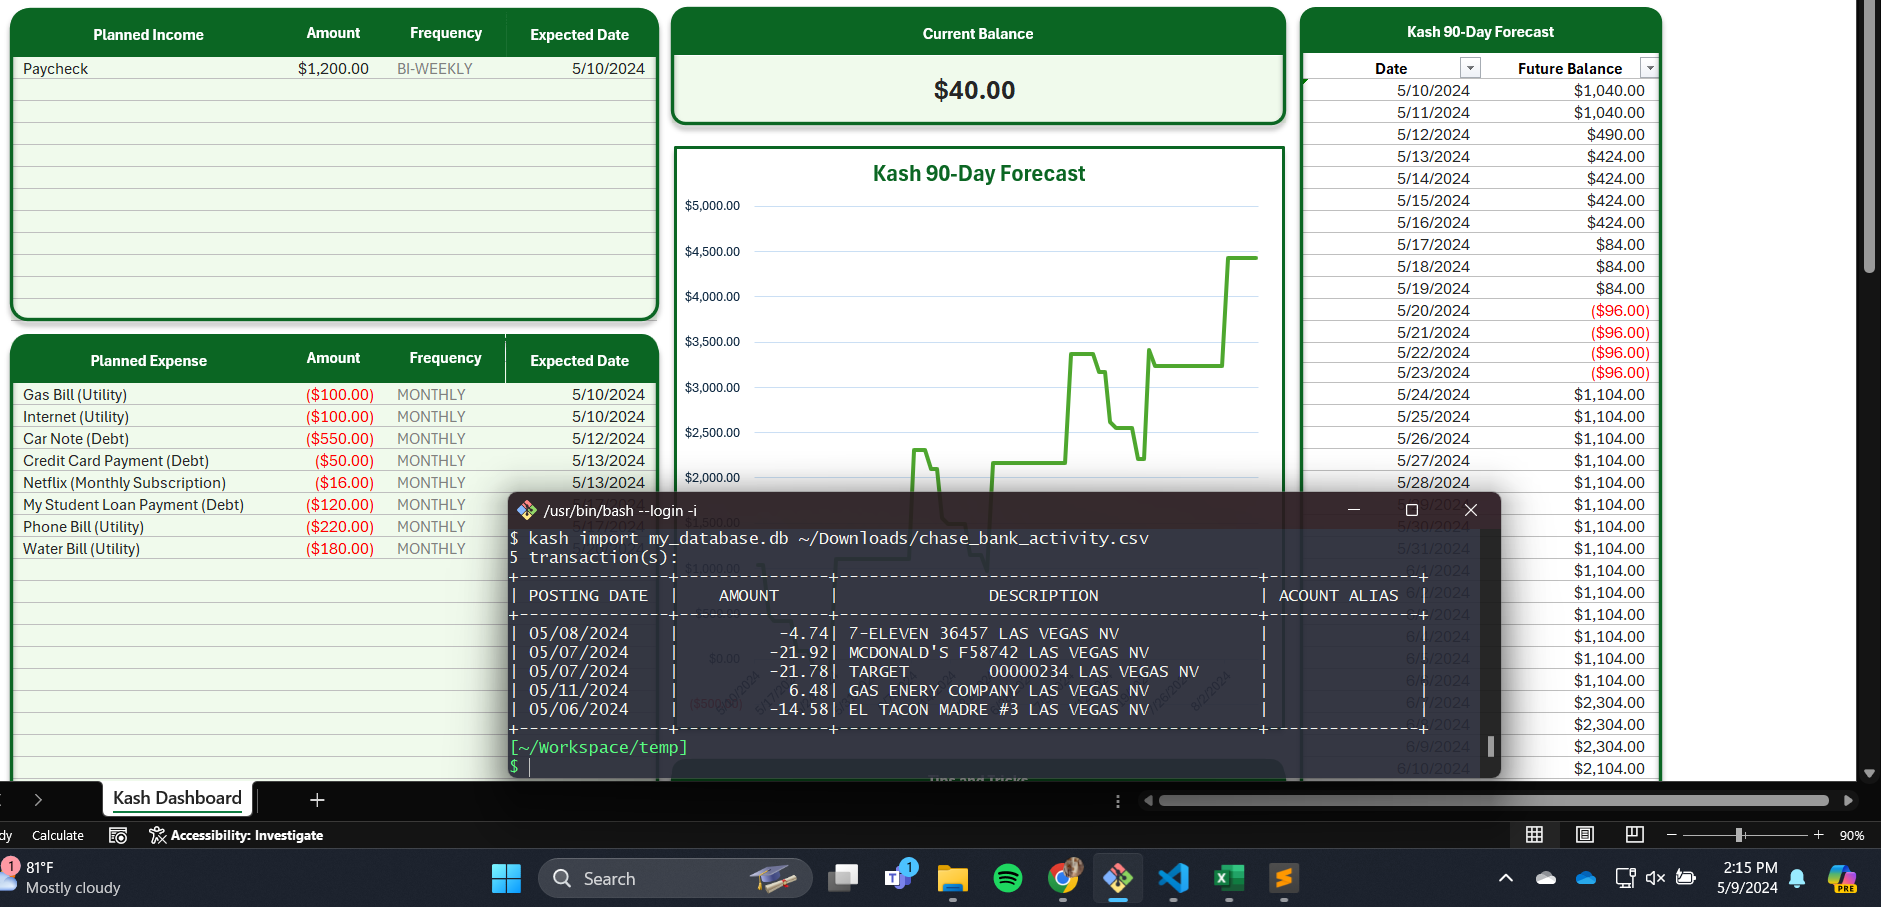 Planned Income Amount Frequency Expected Date
Paycheck $1,200.00 BI-WEEKLY 5/10/2024
Planned Expense Amount Frequency Expected Date
Gas Bill (Utility) ($100.00) MONTHLY 5/10/2024
Internet (Utility) ($100.00) MONTHLY 5/10/2024
Car Note (Debt) ($550.00) MONTHLY 5/12/2024
Credit Card Payment (Debt) ($50.00) MONTHLY 5/13/2024
Netflix (Monthly Subscription) ($16.00) MONTHLY 5/13/2024
My Student Loan Payment (Debt) ($120.00) MONTHLY
Phone Bill (Utility) ($220.00) MONTHLY
Water Bill (Utility) ($180.00) MONTHLY
Current Balance
$40.00
Kash 90-Day Forecast
$5,000.00
$4,500.00
$4,000.00
$3,500.00
$3,000.00
$2,500.00
$2,000.00
Kash 90-Day Forecast
Date Future Balance
5/10/2024 $1,040.00
5/11/2024 $1,040.00
5/12/2024 $490.00
5/13/2024 $424.00
5/14/2024 $424.00
5/15/2024 $424.00
5/16/2024 $424.00
5/17/2024 $84.00
5/18/2024 $84.00
5/19/2024 $84.00
5/20/2024 ($96.00)
5/21/2024 ($96.00)
5/22/2024 ($96.00)
5/23/2024 ($96.00)
5/24/2024 $1,104.00
5/25/2024 $1,104.00
5/26/2024 $1,104.00
5/27/2024 $1,104.00
5/28/2024 $1,104.00
$1,104.00
5/30/2024 $1,104.00
5/31/2024 $1,104.00
$1,104.00
$1,104.00
$1,104.00
$1,104.00
$1,104.00
$1,104.00
$2,304.00
$2,304.00
6/9/2024 $2,304.00
6/10/2024 $2,104.00
/usr/bin/bash --login -i
$ kash import my_database.db ~/Downloads/chase_bank_activity.csv
5 transaction(s):
POSTING DATE | AMOUNT | DESCRIPTION | ACOUNT ALIAS
05/08/2024 | -4.74| 7-ELEVEN 36457 LAS VEGAS NV
05/07/2024 | -21.92| MCDONALD'S F58742 LAS VEGAS NV
05/07/2024 | -21.78| TARGET 00000234 LAS VEGAS NV
05/11/2024 | 6.48| GAS ENERY COMPANY LAS VEGAS NV
05/06/2024 | -14.58| EL TACON MADRE #3 LAS VEGAS NV
[~/Workspace/temp]
$
Kash Dashboard
dy Calculate Accessibility: Investigate 90%
1 81°F
Mostly cloudy
Search
1
2:15 PM
5/9/2024
PRE